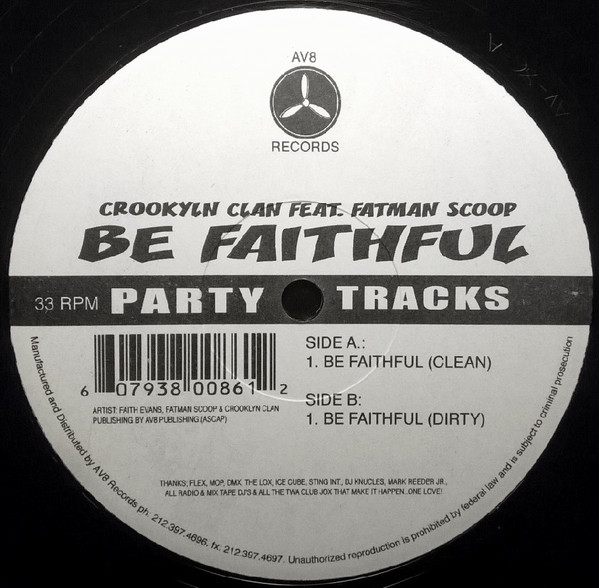 AV8
RECORDS
CROOKYLN CLAN FEAT. FATMAN SCOOP
BE FAITHFUL
33 RPM PARTY TRACKS
6 07938 00861 2
ARTIST: FAITH EVANS, FATMAN SCOOP & CROOKLYN CLAN
PUBLISHING BY AV8 PUBLISHING (ASCAP)
SIDE A.:
1. BE FAITHFUL (CLEAN)
SIDE B:
1. BE FAITHFUL (DIRTY)
THANKS; FLEX, MOP, DMX, THE LOX, ICE CUBE, STING INT., DJ KNUCLES, MARK REEDER JR.,
ALL RADIO & MIX TAPE DJ'S & ALL THE TWA CLUB JOX THAT MAKE IT HAPPEN..ONE LOVE!
Manufactured and Distributed by AV8 Records ph. 212.397.4696. fx: 212.397.4697. Unauthorized reproduction is prohibited by federal law and is subject to criminal prosecution